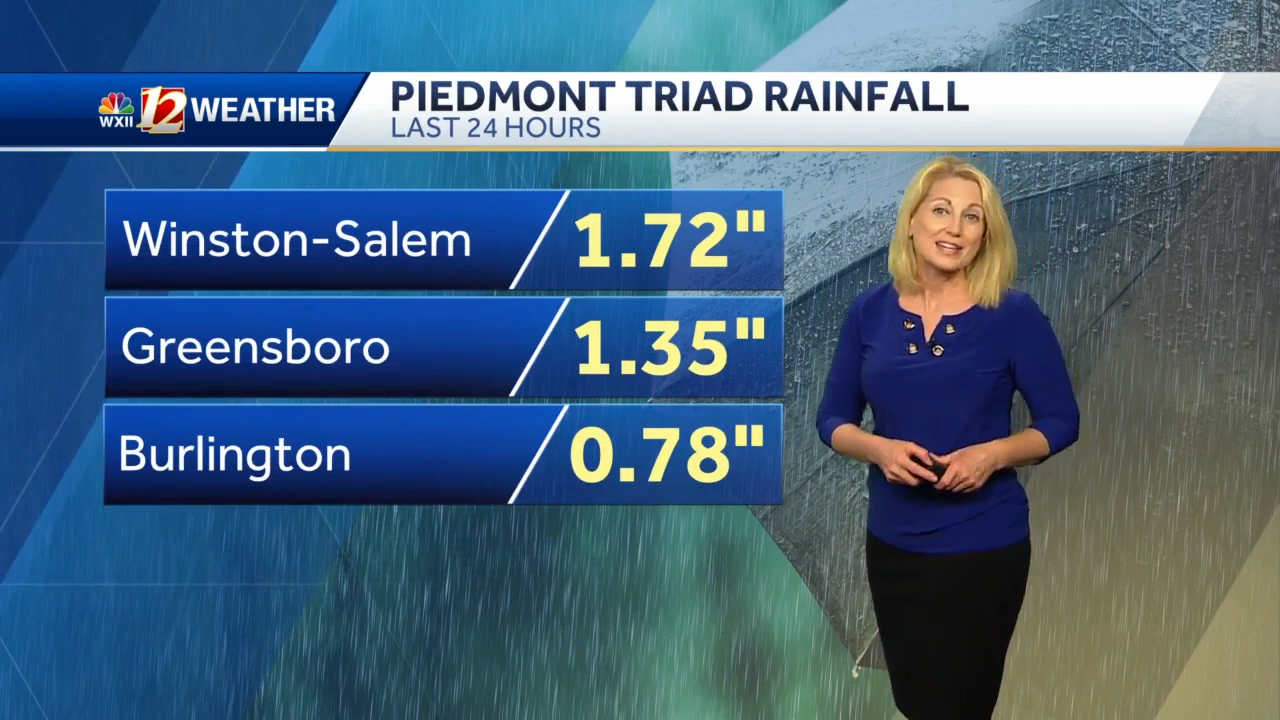 WXII 12 WEATHER
PIEDMONT TRIAD RAINFALL
LAST 24 HOURS
Winston-Salem 1.72"
Greensboro 1.35"
Burlington 0.78"